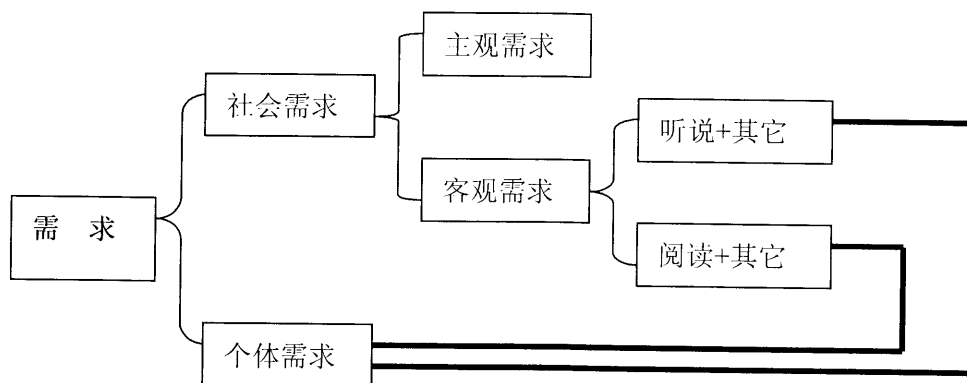 主观需求
社会需求
听说+其它
客观需求
需 求
阅读+其它
个体需求